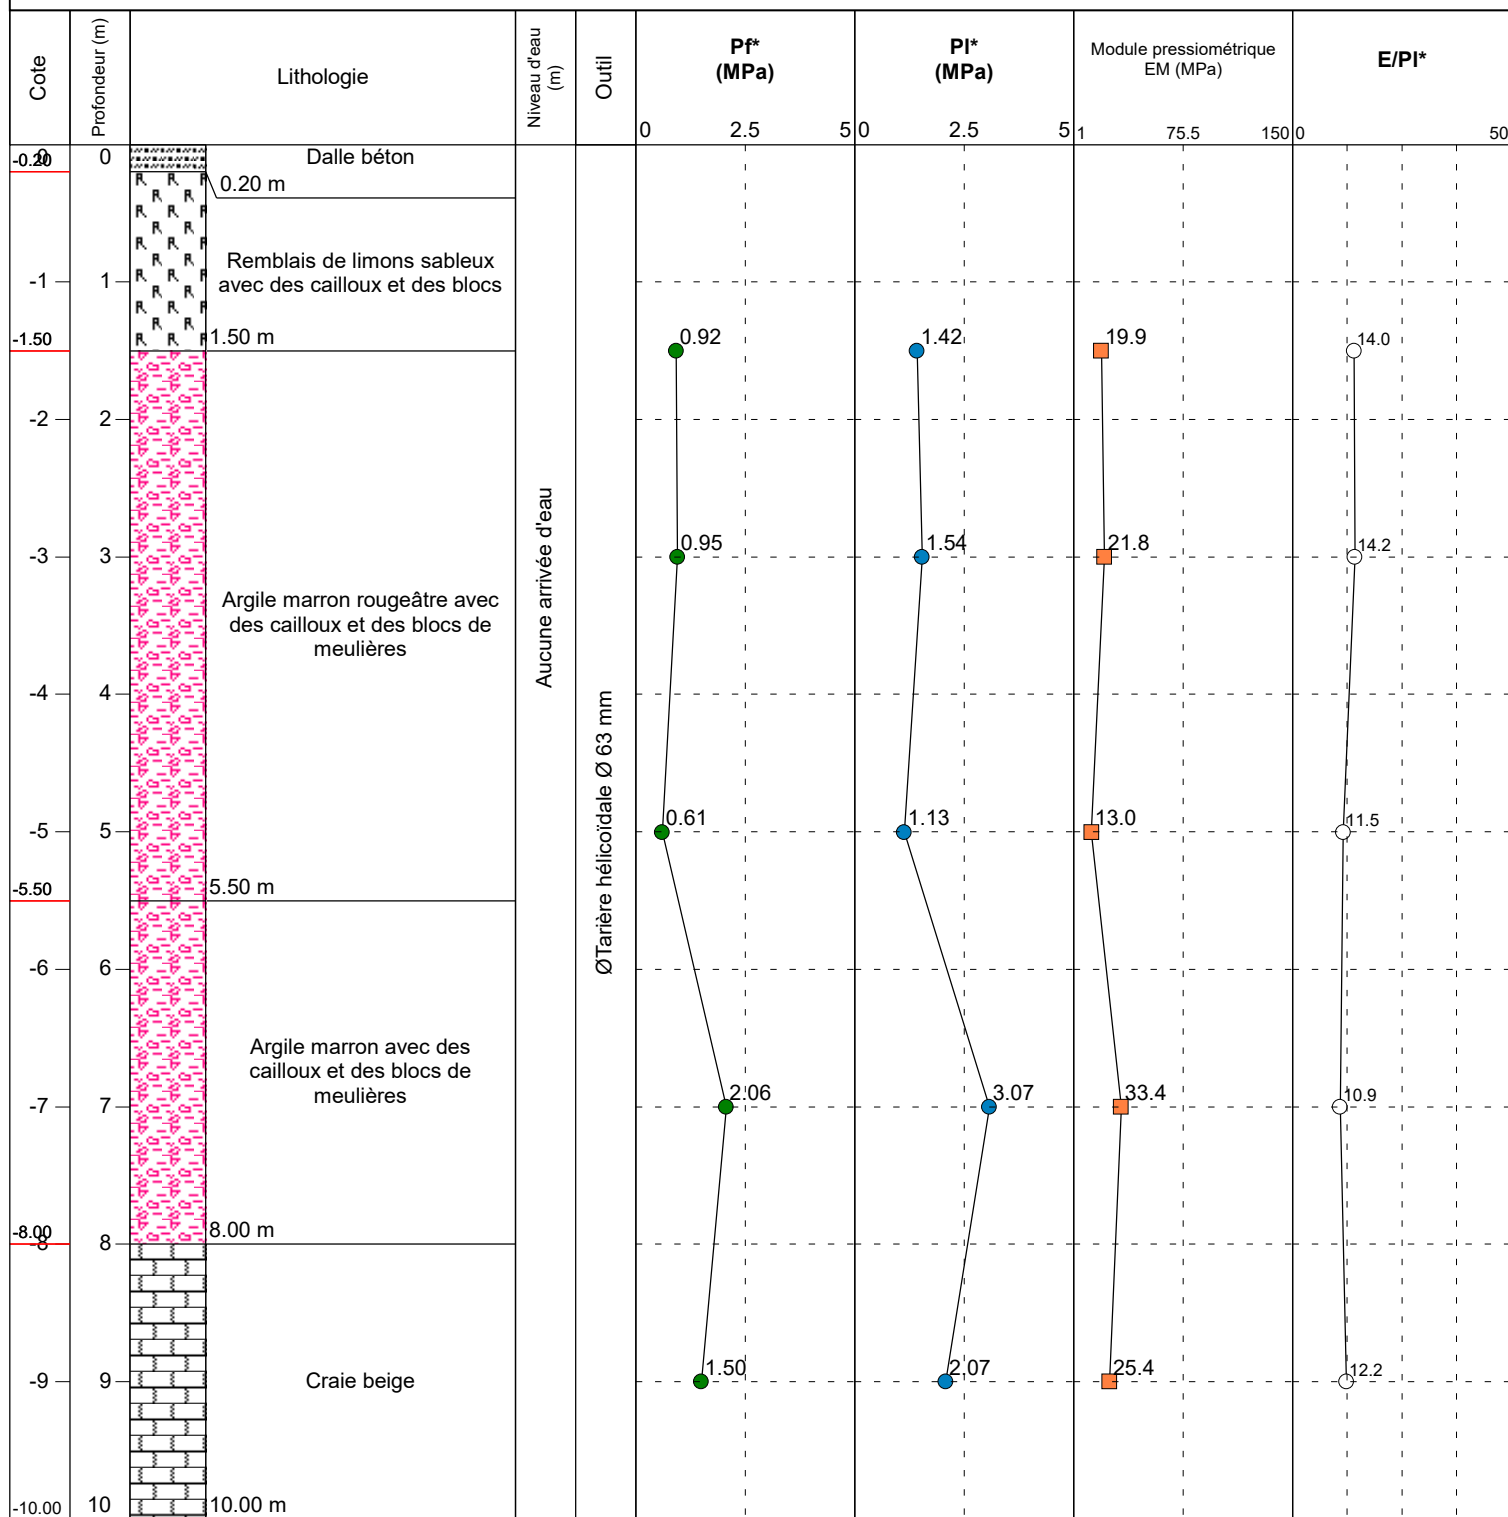 Cote
Profondeur (m)
Lithologie
Niveau d'eau
(m)
Outil
Pf*
(MPa)
0 2.5 5
Pl*
(MPa)
0 2.5 5
Module pressiométrique
EM (MPa)
1 75.5 150
E/Pl*
0 50
0
-0.20
0
Dalle béton
0.20 m
Remblais de limons sableux
avec des cailloux et des blocs
-1
1
1.50 m
-1.50
0.92
1.42
19.9
14.0
-2
2
-3
3
0.95
1.54
21.8
14.2
Argile marron rougeâtre avec
des cailloux et des blocs de
meulières
Aucune arrivée d'eau
ØTarière hélicoïdale Ø 63 mm
-4
4
-5
5
0.61
1.13
13.0
11.5
5.50 m
-5.50
-6
6
Argile marron avec des
cailloux et des blocs de
meulières
-7
7
2.06
3.07
33.4
10.9
8.00 m
-8.00
-8
8
-9
9
Craie beige
1.50
2.07
25.4
12.2
-10.00
10
10.00 m